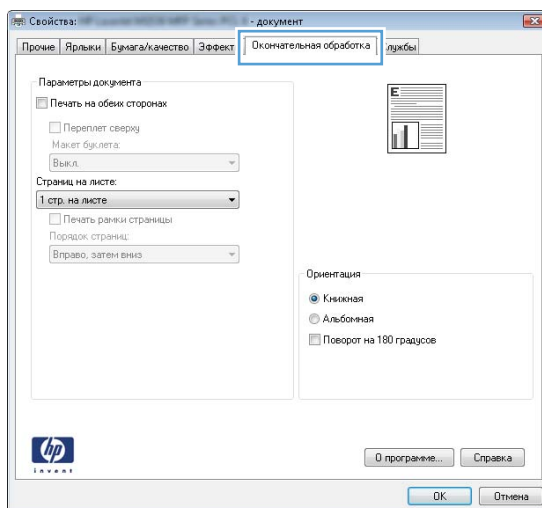 Свойства: - документ
Прочие Ярлыки Бумага/качество Эффект Окончательная обработка лужбы
Параметры документа
Печать на обеих сторонах
Переплет сверху
Макет буклета:
Выкл.
Страниц на листе:
1 стр. на листе
Печать рамки страницы
Порядок страниц:
Вправо, затем вниз
E
Ориентация
Книжная
Альбомная
Поворот на 180 градусов
hp
invent
О программе... Справка
OK Отмена